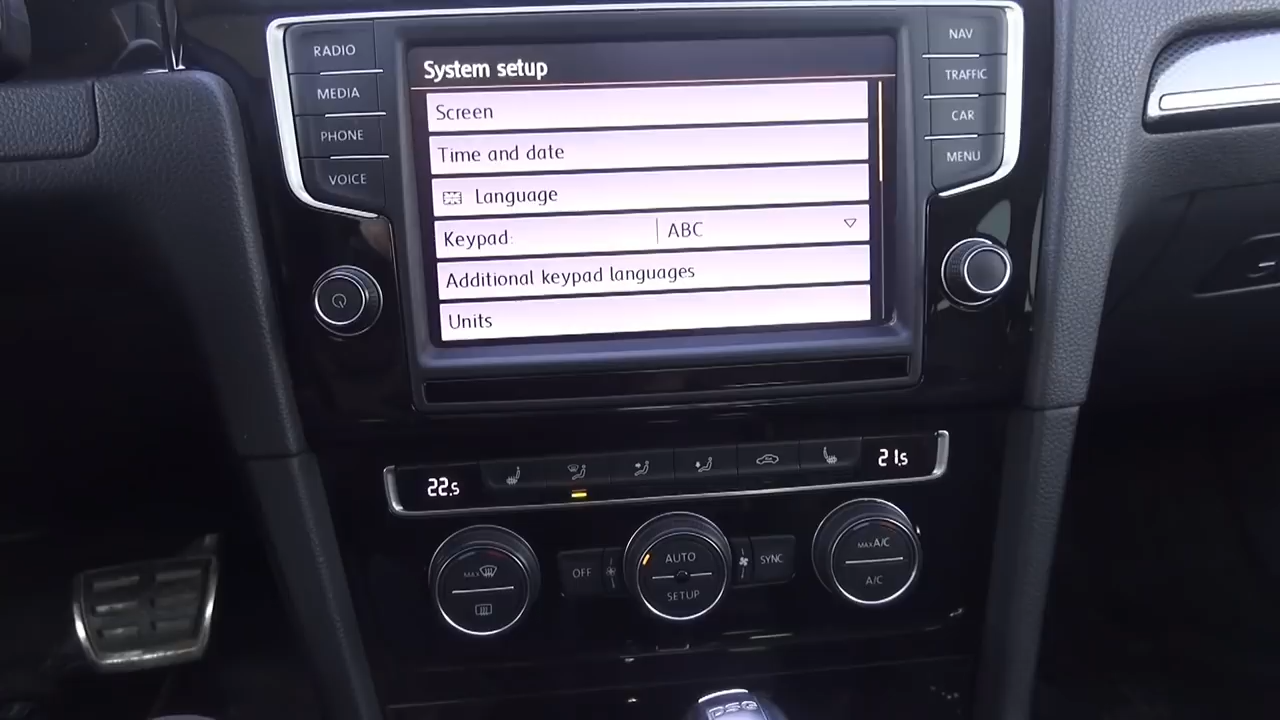 RADIO
MEDIA
PHONE
VOICE
System setup
Screen
Time and date
Language
Keypad: ABC
Additional keypad languages
Units
NAV
TRAFFIC
CAR
MENU
22.5
21.5
MAX
OFF
AUTO
SETUP
SYNC
MAX A/C
A/C
DSG